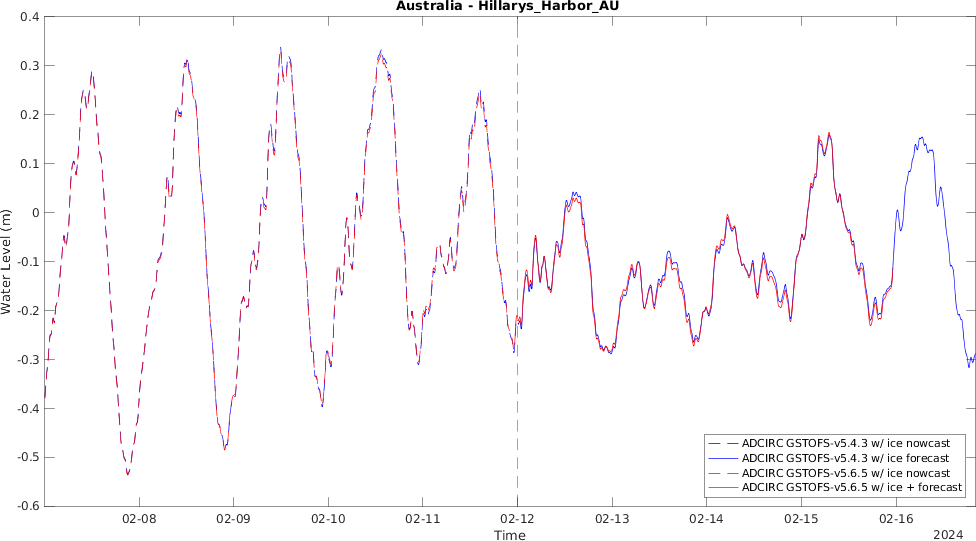 Australia - Hillarys_Harbor_AU
Water Level (m)
0.4
0.3
0.2
0.1
0
-0.1
-0.2
-0.3
-0.4
-0.5
-0.6
ADCIRC GSTOFS-v5.4.3 w/ ice nowcast
ADCIRC GSTOFS-v5.4.3 w/ ice forecast
ADCIRC GSTOFS-v5.6.5 w/ ice nowcast
ADCIRC GSTOFS-v5.6.5 w/ ice + forecast
02-08 02-09 02-10 02-11 02-12 02-13 02-14 02-15 02-16
Time
2024